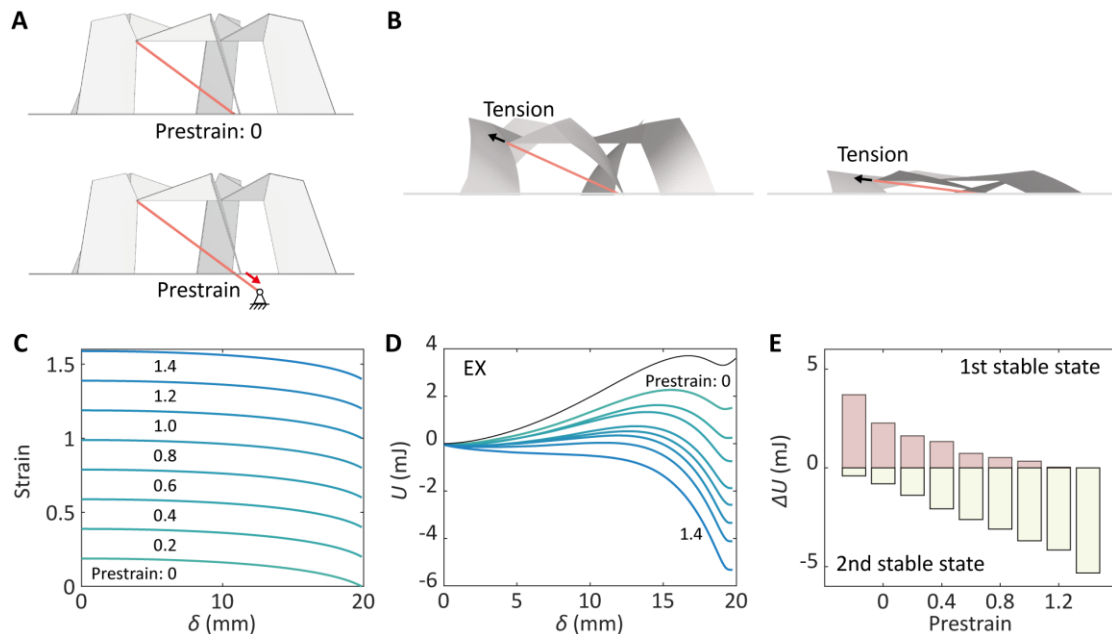 A
Prestrain: 0
Prestrain
B
Tension
Tension
C
Strain
1.5
1
0.5
0
1.4
1.2
1.0
0.8
0.6
0.4
0.2
Prestrain: 0
0
10
20
δ (mm)
D
EX
U (mJ)
4
2
0
-2
-4
-6
Prestrain: 0
1.4
0
5
10
15
20
δ (mm)
E
ΔU (mJ)
5
0
-5
1st stable state
2nd stable state
0
0.4
0.8
1.2
Prestrain